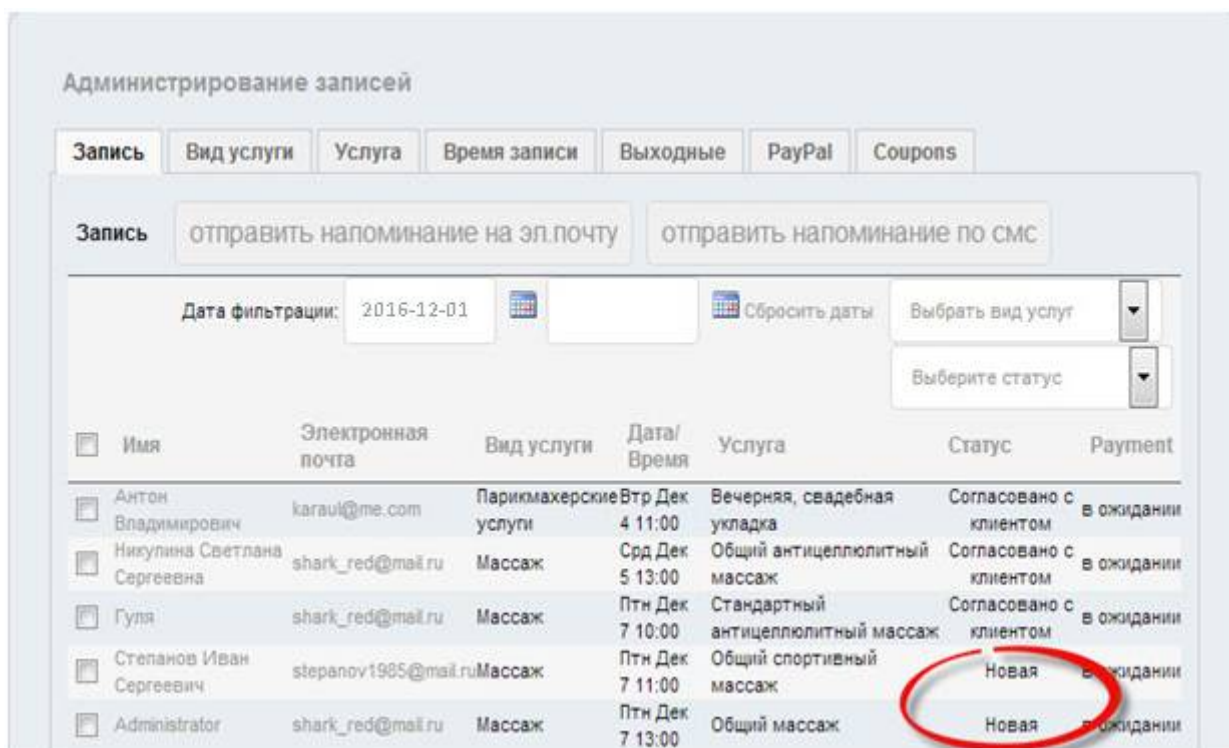 Администрирование записей
Запись Вид услуги Услуга Время записи Выходные PayPal Coupons
Запись отправить напоминание на эл.почту отправить напоминание по смс
Дата фильтрации: 2016-12-01 Сбросить даты Выбрать вид услуг
Выберите статус
Имя Электронная почта Вид услуги Дата/ Время Услуга Статус Payment
Антон Владимирович karaul@me.com Парикмахерские услуги Втр Дек 4 11:00 Вечерняя, свадебная укладка Согласовано с клиентом в ожидании
Никулина Светлана Сергеевна shark_red@mail.ru Массаж Срд Дек 5 13:00 Общий антицеллюлитный массаж Согласовано с клиентом в ожидании
Гуля shark_red@mail.ru Массаж Птн Дек 7 10:00 Стандартный антицеллюлитный массаж Согласовано с клиентом в ожидании
Степанов Иван Сергеевич stepanov1985@mail.ru Массаж Птн Дек 7 11:00 Общий спортивный массаж Новая в ожидании
Administrator shark_red@mail.ru Массаж Птн Дек 7 13:00 Общий массаж Новая в ожидании